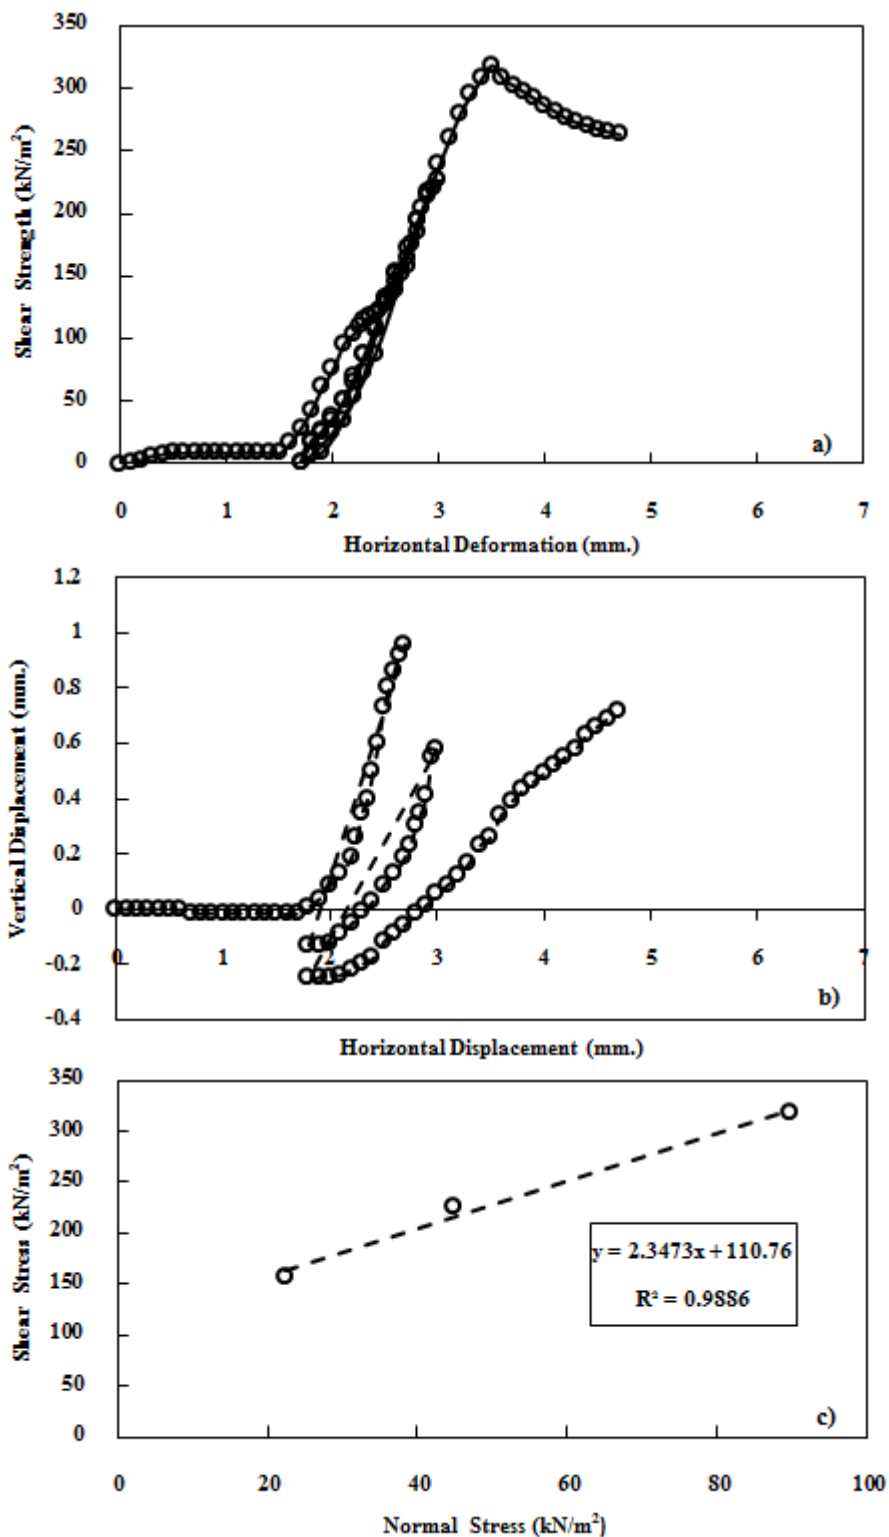 350
300
250
200
150
100
50
0
Shear Strength (kN/m²)
a)
0 1 2 3 4 5 6 7
Horizontal Deformation (mm.)
1.2
1
0.8
0.6
0.4
0.2
0
-0.2
-0.4
Vertical Displacement (mm.)
0 1 2 3 4 5 6 7
b)
Horizontal Displacement (mm.)
350
300
250
200
150
100
50
0
Shear Stress (kN/m²)
y = 2.3473x + 110.76
R² = 0.9886
c)
0 20 40 60 80 100
Normal Stress (kN/m²)